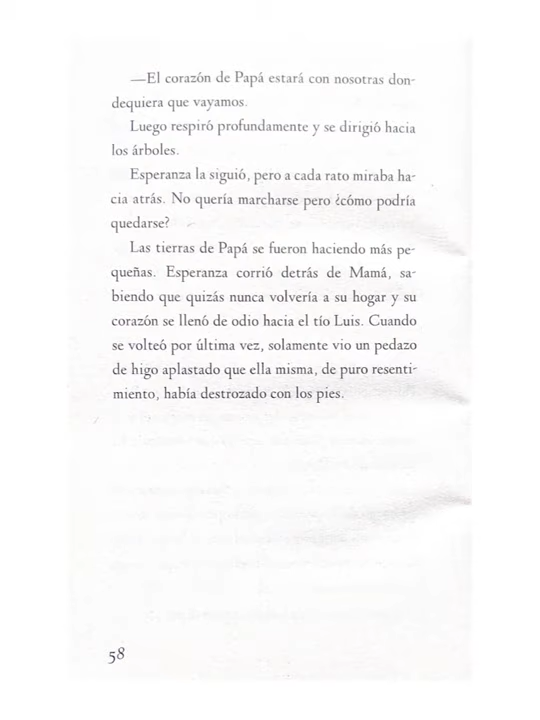 —El corazón de Papá estará con nosotras don-
dequiera que vayamos.
Luego respiró profundamente y se dirigió hacia
los árboles.
Esperanza la siguió, pero a cada rato miraba ha-
cia atrás. No quería marcharse pero ¿cómo podría
quedarse?
Las tierras de Papá se fueron haciendo más pe-
queñas. Esperanza corrió detrás de Mamá, sa-
biendo que quizás nunca volvería a su hogar y su
corazón se llenó de odio hacia el tío Luis. Cuando
se volteó por última vez, solamente vio un pedazo
de higo aplastado que ella misma, de puro resenti-
miento, había destrozado con los pies.
58